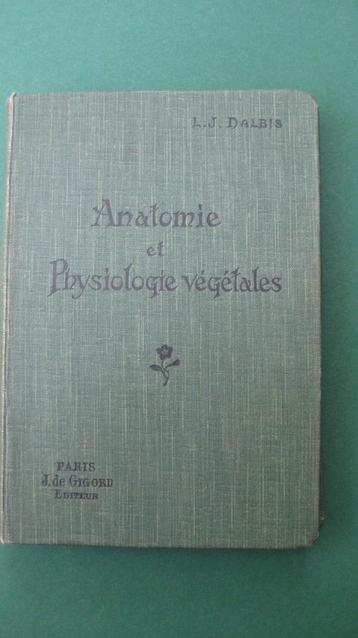 L.-J. DALBIS
Anatomie
et
Physiologie végétales
PARIS
J. de GIGORD
EDITEUR